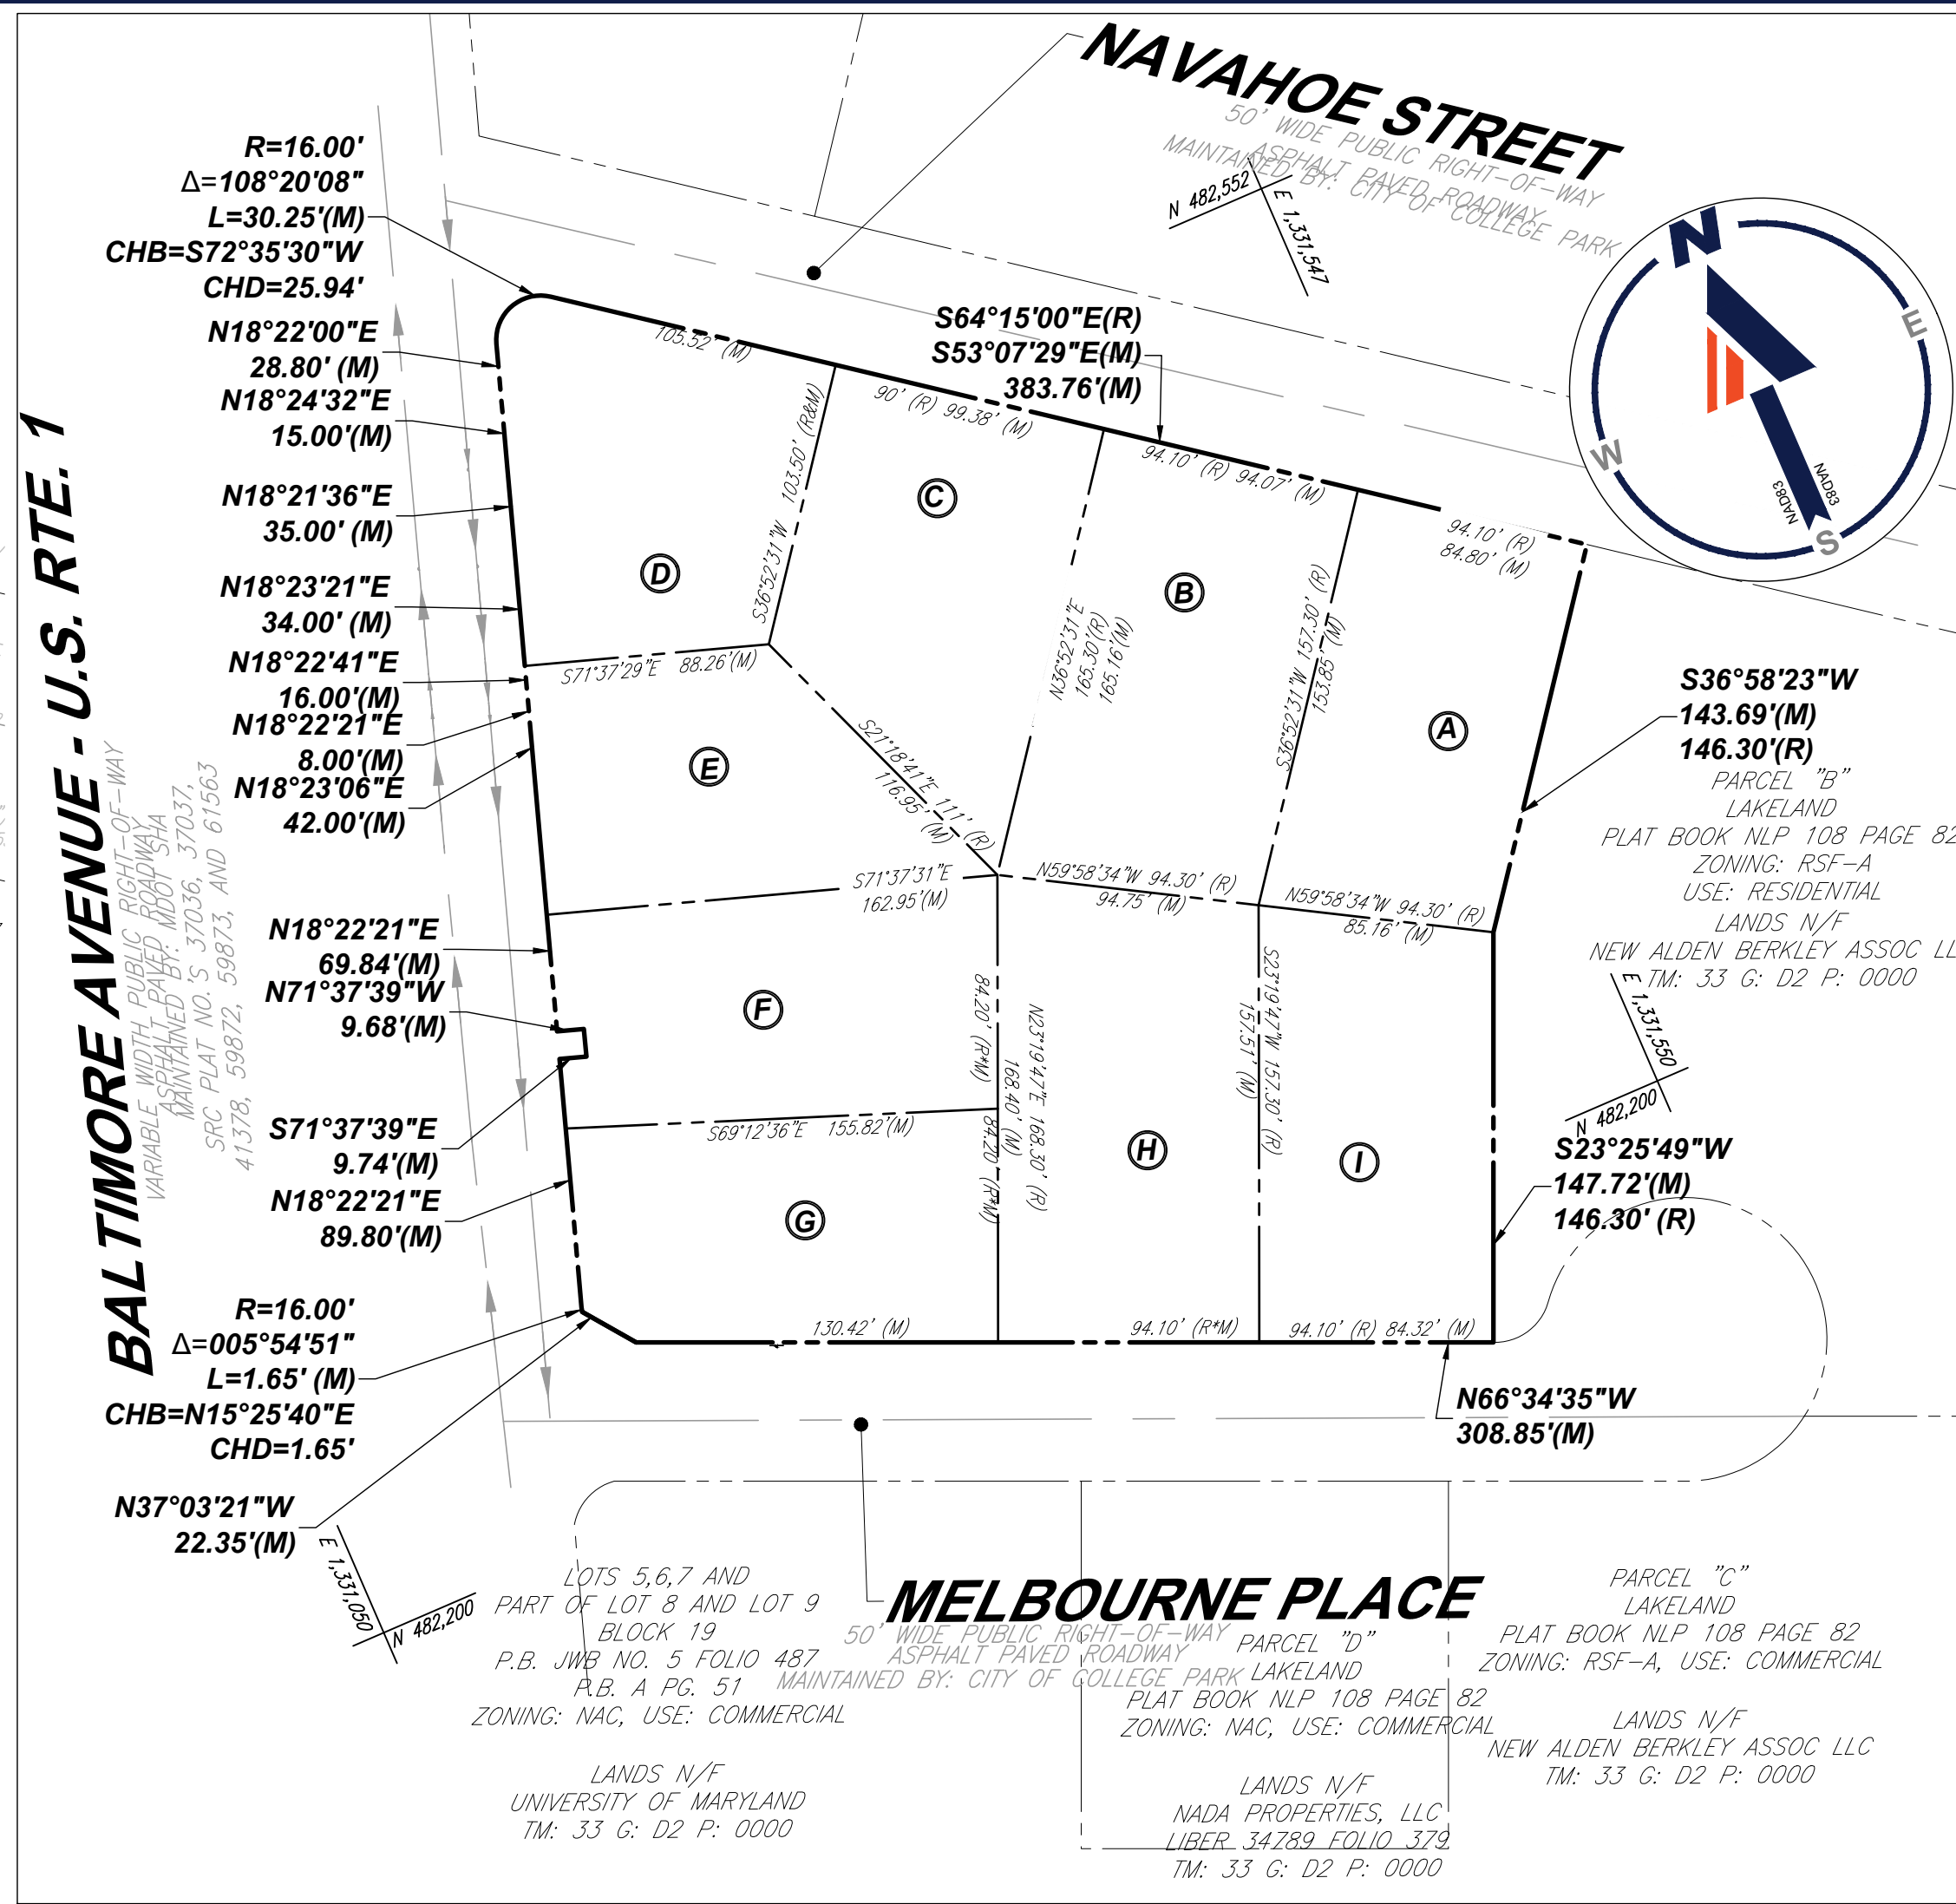 NAVAHOE STREET
50' WIDE PUBLIC RIGHT-OF-WAY
ASPHALT PAVED ROADWAY
MAINTAINED BY: CITY OF COLLEGE PARK
N 482,552
E 1,331,547
N
E
S
W
NAD83
NAD83
R=16.00'
Δ=108°20'08"
L=30.25'(M)
CHB=S72°35'30"W
CHD=25.94'
N18°22'00"E
28.80' (M)
N18°24'32"E
15.00'(M)
N18°21'36"E
35.00' (M)
N18°23'21"E
34.00' (M)
N18°22'41"E
16.00'(M)
N18°22'21"E
8.00'(M)
N18°23'06"E
42.00'(M)
N18°22'21"E
69.84'(M)
N71°37'39"W
9.68'(M)
S71°37'39"E
9.74'(M)
N18°22'21"E
89.80'(M)
R=16.00'
Δ=005°54'51"
L=1.65' (M)
CHB=N15°25'40"E
CHD=1.65'
N37°03'21"W
22.35'(M)
BALTIMORE AVENUE - U.S. RTE. 1
VARIABLE WIDTH PUBLIC RIGHT-OF-WAY
ASPHALT PAVED ROADWAY
MAINTAINED BY: MDOT SHA
SRC PLAT NO.'S 37036, 37037,
41378, 59872, 59873, AND 61563
S64°15'00"E(R)
S53°07'29"E(M)
383.76'(M)
105.52' (M)
90' (R) 99.38' (M)
94.10' (R) 94.07' (M)
94.10' (R)
84.80' (M)
S36°52'31"W 103.50' (R&M)
N36°52'31"E
165.30'(R)
165.16'(M)
S36°52'31"W 157.30' (R)
153.85' (M)
D
C
B
A
S71°37'29"E 88.26'(M)
E
S21°18'41"E 111' (R)
116.95' (M)
S71°37'31"E
162.95'(M)
N59°58'34"W 94.30' (R)
94.75' (M)
N59°58'34"W 94.30' (R)
85.16' (M)
F
84.20' (R*M)
N23°19'47"E 168.30' (R)
168.40' (M)
84.20' (R*M)
S23°19'47"W 157.30' (R)
157.51' (M)
S69°12'36"E 155.82'(M)
G
H
I
130.42' (M)
94.10' (R*M)
94.10' (R) 84.32' (M)
S36°58'23"W
143.69'(M)
146.30'(R)
PARCEL "B"
LAKELAND
PLAT BOOK NLP 108 PAGE 82
ZONING: RSF-A
USE: RESIDENTIAL
LANDS N/F
NEW ALDEN BERKLEY ASSOC LL
TM: 33 G: D2 P: 0000
E 1,331,550
N 482,200
S23°25'49"W
147.72'(M)
146.30' (R)
N66°34'35"W
308.85'(M)
E 1,331,050
N 482,200
LOTS 5,6,7 AND
PART OF LOT 8 AND LOT 9
BLOCK 19
P.B. JWB NO. 5 FOLIO 487
P.B. A PG. 51
ZONING: NAC, USE: COMMERCIAL
LANDS N/F
UNIVERSITY OF MARYLAND
TM: 33 G: D2 P: 0000
MELBOURNE PLACE
50' WIDE PUBLIC RIGHT-OF-WAY
ASPHALT PAVED ROADWAY
MAINTAINED BY: CITY OF COLLEGE PARK
PARCEL "D"
LAKELAND
PLAT BOOK NLP 108 PAGE 82
ZONING: NAC, USE: COMMERCIAL
LANDS N/F
NADA PROPERTIES, LLC
LIBER 34789 FOLIO 379
TM: 33 G: D2 P: 0000
PARCEL "C"
LAKELAND
PLAT BOOK NLP 108 PAGE 82
ZONING: RSF-A, USE: COMMERCIAL
LANDS N/F
NEW ALDEN BERKLEY ASSOC LLC
TM: 33 G: D2 P: 0000